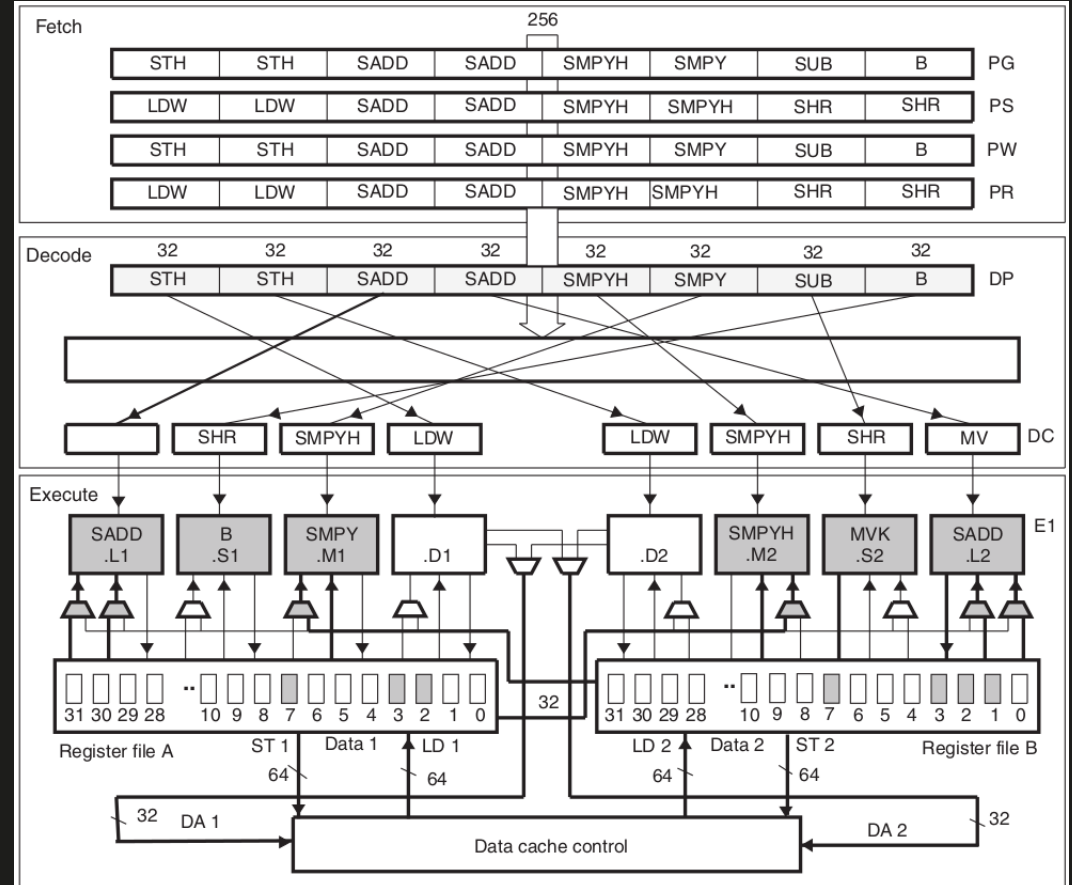 Fetch
256
STH STH SADD SADD SMPYH SMPY SUB B PG
LDW LDW SADD SADD SMPYH SMPYH SHR SHR PS
STH STH SADD SADD SMPYH SMPY SUB B PW
LDW LDW SADD SADD SMPYH SMPYH SHR SHR PR
Decode
32 32 32 32 32 32 32 32
STH STH SADD SADD SMPYH SMPY SUB B DP
SHR SMPYH LDW LDW SMPYH SHR MV DC
Execute
SADD B SMPY SMPYH MVK SADD E1
.L1 .S1 .M1 .D1 .D2 .M2 .S2 .L2
31 30 29 28 .. 10 9 8 7 6 5 4 3 2 1 0
32
31 30 29 28 .. 10 9 8 7 6 5 4 3 2 1 0
Register file A ST 1 Data 1 LD 1 LD 2 Data 2 ST 2 Register file B
64 64 64 64
32 DA 1
Data cache control
DA 2 32